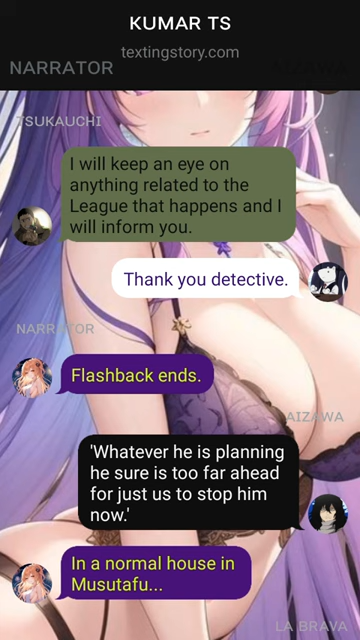 KUMAR TS
textingstory.com
NARRATOR
AIZAWA
TSUKAUCHI
I will keep an eye on
anything related to the
League that happens and I
will inform you.
Thank you detective.
NARRATOR
Flashback ends.
AIZAWA
'Whatever he is planning
he sure is too far ahead
for just us to stop him
now.'
In a normal house in
Musutafu...
LA BRAVA